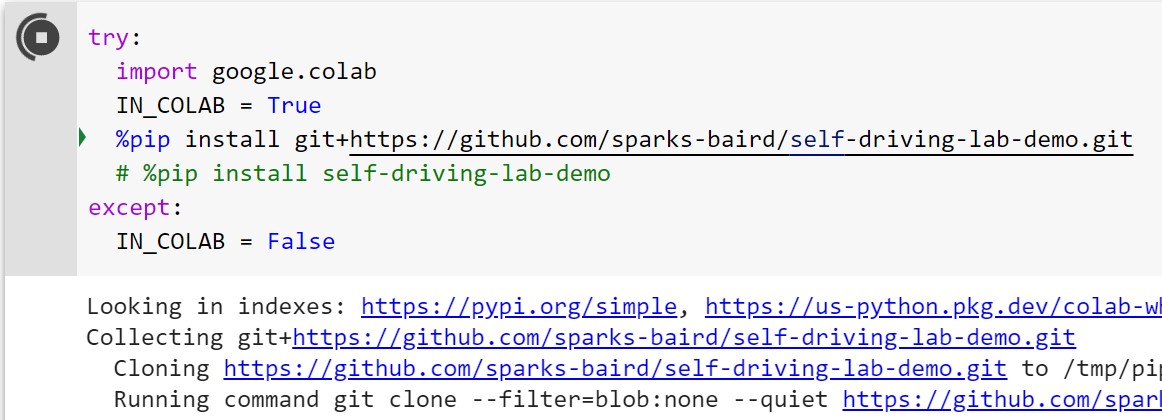 try:
import google.colab
IN_COLAB = True
%pip install git+https://github.com/sparks-baird/self-driving-lab-demo.git
# %pip install self-driving-lab-demo
except:
IN_COLAB = False
Looking in indexes: https://pypi.org/simple, https://us-python.pkg.dev/colab-wh
Collecting git+https://github.com/sparks-baird/self-driving-lab-demo.git
Cloning https://github.com/sparks-baird/self-driving-lab-demo.git to /tmp/pip
Running command git clone --filter=blob:none --quiet https://github.com/spark